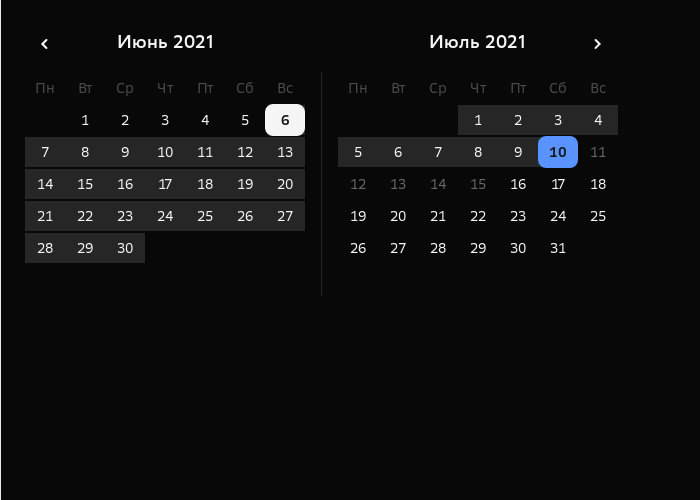 Июнь 2021
Пн Вт Ср Чт Пт Сб Вс
1 2 3 4 5 6
7 8 9 10 11 12 13
14 15 16 17 18 19 20
21 22 23 24 25 26 27
28 29 30
Июль 2021
Пн Вт Ср Чт Пт Сб Вс
1 2 3 4
5 6 7 8 9 10 11
12 13 14 15 16 17 18
19 20 21 22 23 24 25
26 27 28 29 30 31